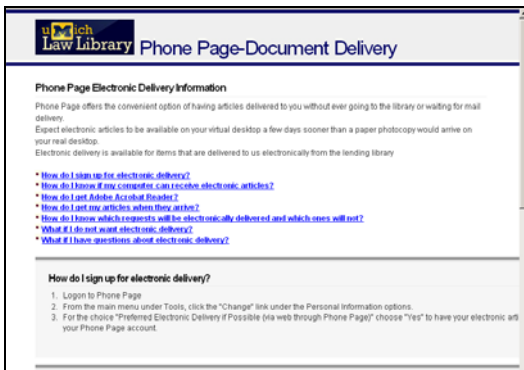 uMich
Law Library Phone Page-Document Delivery
Phone Page Electronic Delivery Information
Phone Page offers the convenient option of having articles delivered to you without ever going to the library or waiting for mail
delivery.
Expect electronic articles to be available on your virtual desktop a few days sooner than a paper photocopy would arrive on
your real desktop.
Electronic delivery is available for items that are delivered to us electronically from the lending library
* How do I sign up for electronic delivery?
* How do I know if my computer can receive electronic articles?
* How do I get Adobe Acrobat Reader?
* How do I get my articles when they arrive?
* How do I know which requests will be electronically delivered and which ones will not?
* What if I do not want electronic delivery?
* What if I have questions about electronic delivery?
How do I sign up for electronic delivery?
1. Logon to Phone Page
2. From the main menu under Tools, click the "Change" link under the Personal Information options.
3. For the choice "Preferred Electronic Delivery if Possible (via web through Phone Page)" choose "Yes" to have your electronic arti
your Phone Page account.